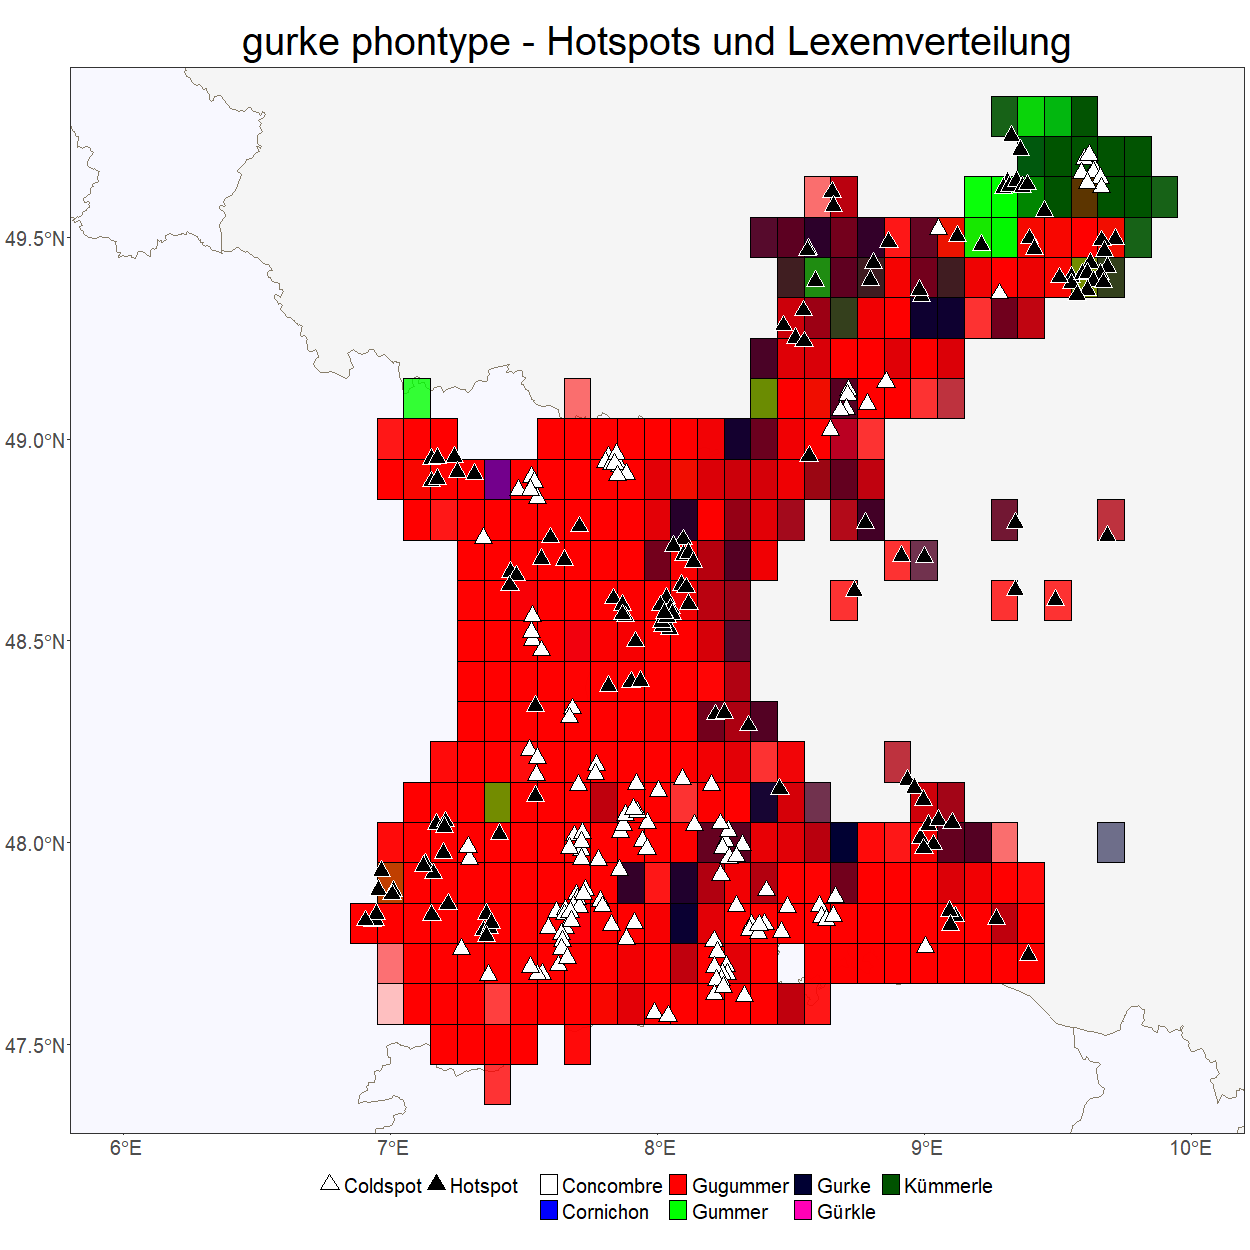 gurke phontype - Hotspots und Lexemverteilung
49.5°N
49.0°N
48.5°N
48.0°N
47.5°N
6°E 7°E 8°E 9°E 10°E
Coldspot Hotspot Concombre Gugummer Gurke Kümmerle
Cornichon Gummer Gürkle